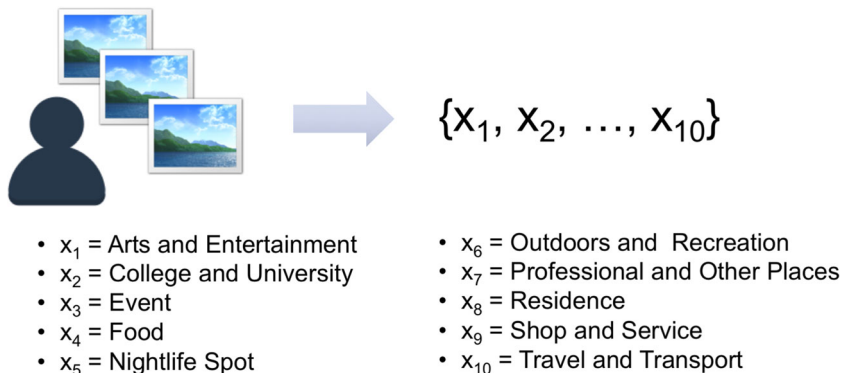 {x₁, x₂, ..., x₁₀}
• x₁ = Arts and Entertainment
• x₂ = College and University
• x₃ = Event
• x₄ = Food
• x₅ = Nightlife Spot
• x₆ = Outdoors and Recreation
• x₇ = Professional and Other Places
• x₈ = Residence
• x₉ = Shop and Service
• x₁₀ = Travel and Transport